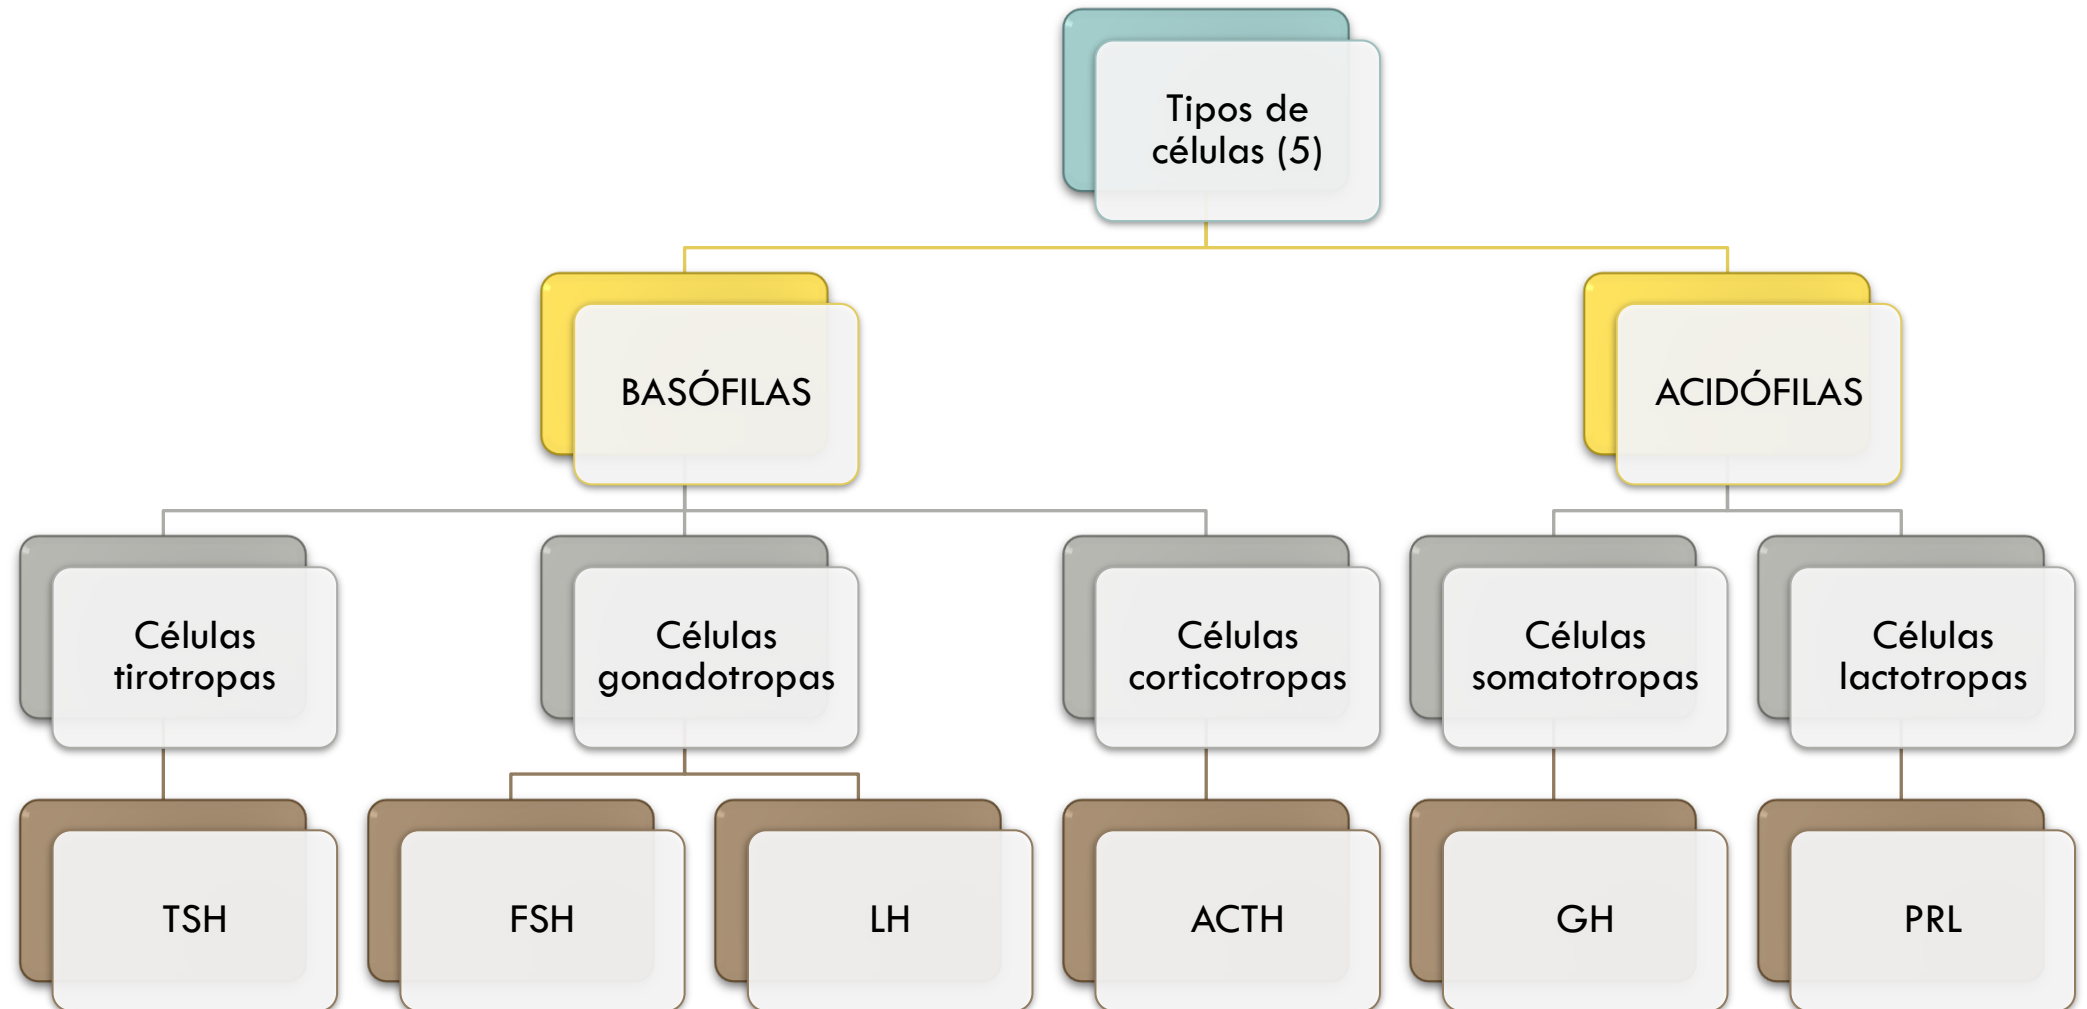 Tipos de
células (5)
BASÓFILAS
ACIDÓFILAS
Células
tirotropas
Células
gonadotropas
Células
corticotropas
Células
somatotropas
Células
lactotropas
TSH
FSH
LH
ACTH
GH
PRL